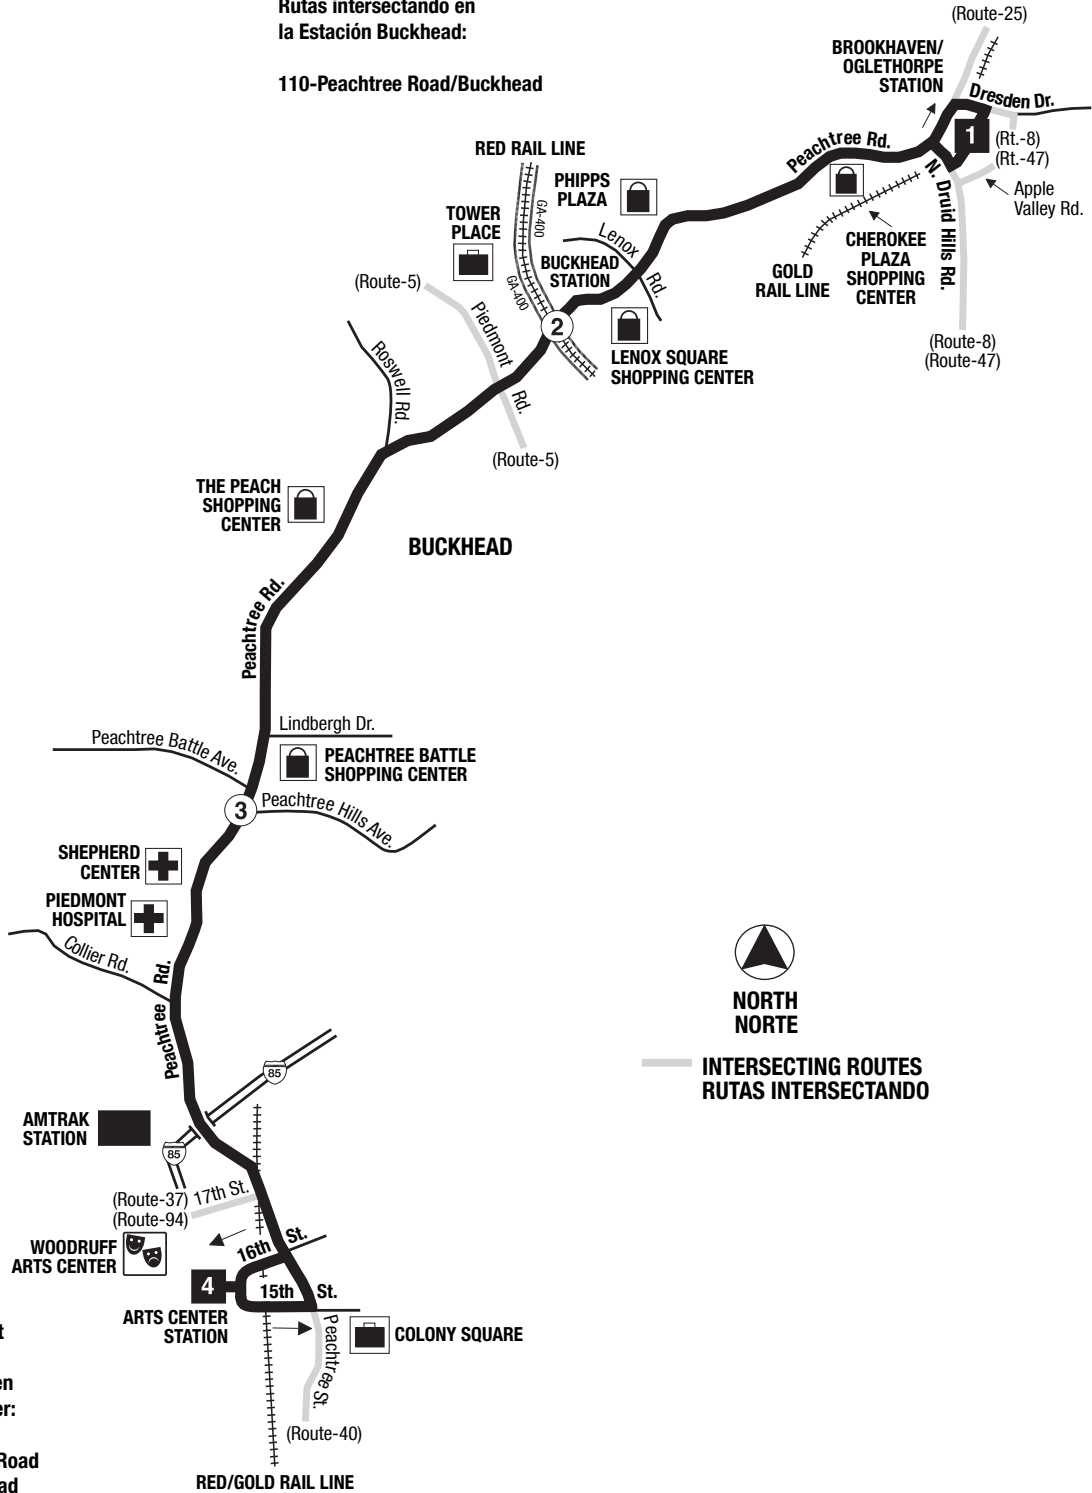 Rutas intersectando en
la Estación Buckhead:
110-Peachtree Road/Buckhead
(Route-25)
BROOKHAVEN/
OGLETHORPE
STATION
Dresden Dr.
1
(Rt.-8)
(Rt.-47)
Apple
Valley Rd.
N. Druid Hills Rd.
Peachtree Rd.
CHEROKEE
PLAZA
SHOPPING
CENTER
GOLD
RAIL LINE
(Route-8)
(Route-47)
RED RAIL LINE
GA-400
GA-400
PHIPPS
PLAZA
TOWER
PLACE
Lenox
Rd.
BUCKHEAD
STATION
2
(Route-5)
Piedmont
Rd.
(Route-5)
LENOX SQUARE
SHOPPING CENTER
Roswell Rd.
THE PEACH
SHOPPING
CENTER
BUCKHEAD
Peachtree Rd.
Lindbergh Dr.
Peachtree Battle Ave.
PEACHTREE BATTLE
SHOPPING CENTER
3
Peachtree Hills Ave.
SHEPHERD
CENTER
PIEDMONT
HOSPITAL
Collier Rd.
Peachtree Rd.
NORTH
NORTE
INTERSECTING ROUTES
RUTAS INTERSECTANDO
85
AMTRAK
STATION
85
(Route-37) 17th St.
(Route-94)
WOODRUFF
ARTS CENTER
16th St.
4
15th St.
ARTS CENTER
STATION
COLONY SQUARE
Peachtree St.
(Route-40)
RED/GOLD RAIL LINE
t
en
er:
Road
ad